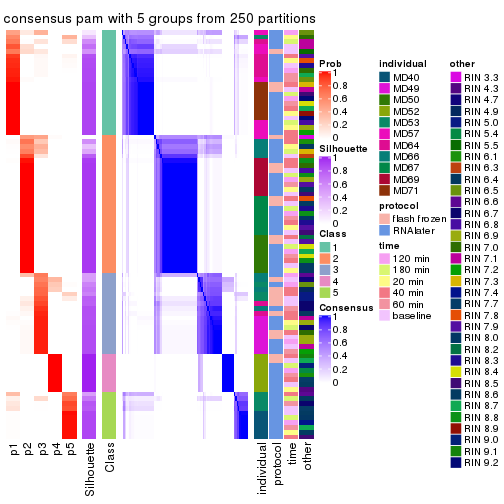 consensus pam with 5 groups from 250 partitions
p1
p2
p3
p4
p5
Silhouette
Class
individual
protocol
time
other
Prob
1
0.8
0.6
0.4
0.2
0
Silhouette
1
0.8
0.6
0.4
0.2
0
Class
1
2
3
4
5
Consensus
1
0.8
0.6
0.4
0.2
0
individual
MD40
MD49
MD50
MD52
MD53
MD57
MD64
MD66
MD67
MD69
MD71
protocol
flash frozen
RNAlater
time
120 min
180 min
20 min
40 min
60 min
baseline
other
RIN 3.3
RIN 4.3
RIN 4.7
RIN 4.9
RIN 5.0
RIN 5.4
RIN 5.5
RIN 6.1
RIN 6.3
RIN 6.4
RIN 6.5
RIN 6.6
RIN 6.7
RIN 6.8
RIN 6.9
RIN 7.0
RIN 7.1
RIN 7.2
RIN 7.3
RIN 7.4
RIN 7.5
RIN 7.6
RIN 7.7
RIN 7.8
RIN 7.9
RIN 8.0
RIN 8.1
RIN 8.2
RIN 8.3
RIN 8.4
RIN 8.5
RIN 8.6
RIN 8.7
RIN 8.8
RIN 8.9
RIN 9.0
RIN 9.1
RIN 9.2